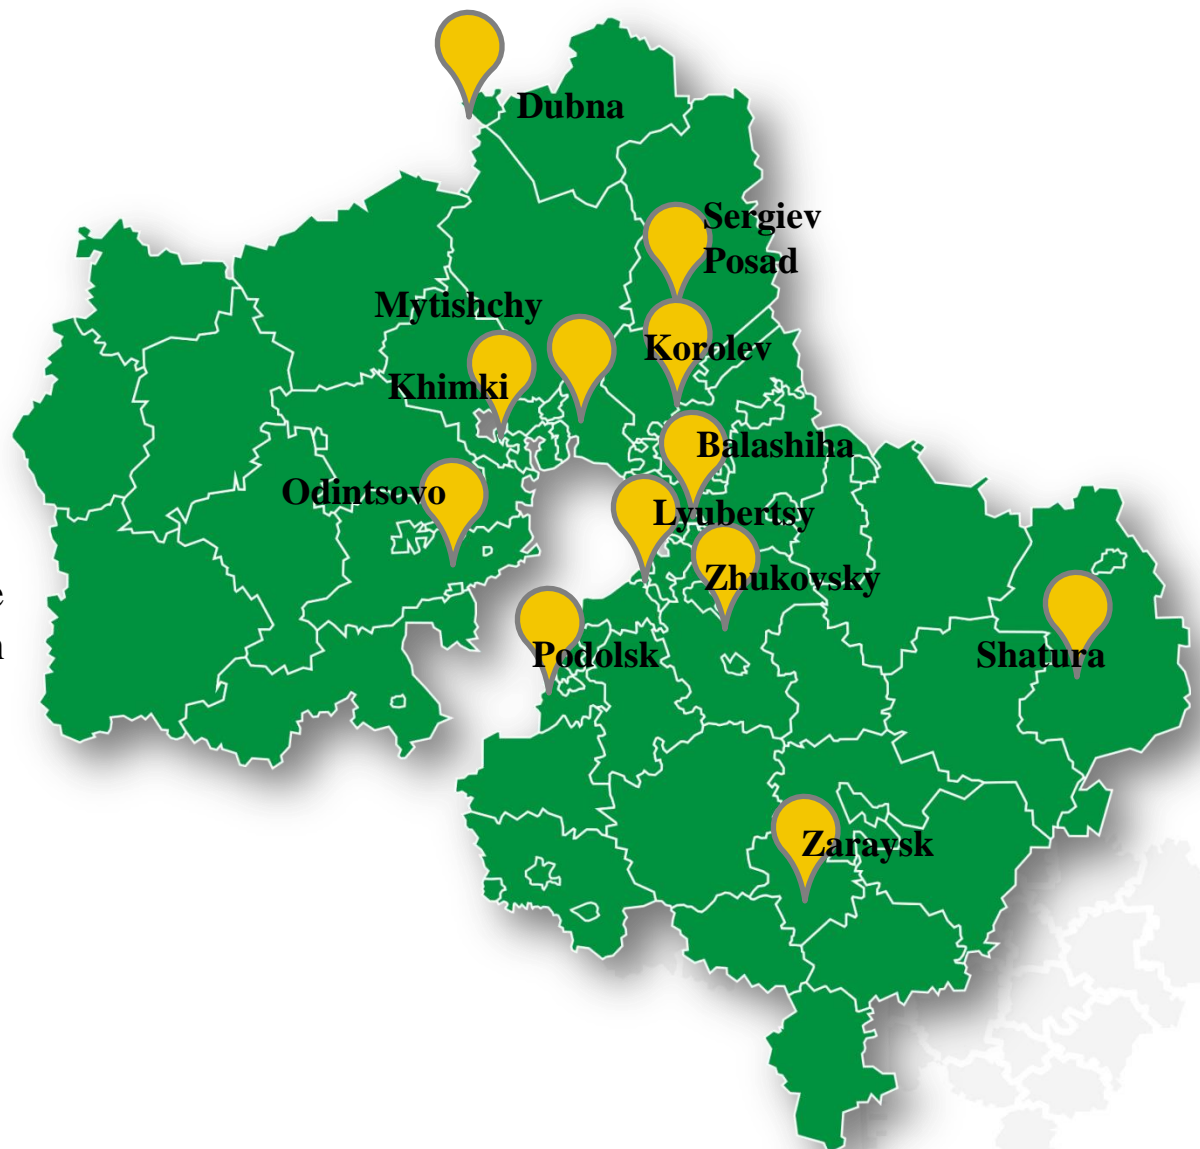 Dubna
Sergiev
Posad
Mytishchy
Korolev
Khimki
Balashiha
Odintsovo
Lyubertsy
Zhukovsky
Podolsk
Shatura
Zaraysk